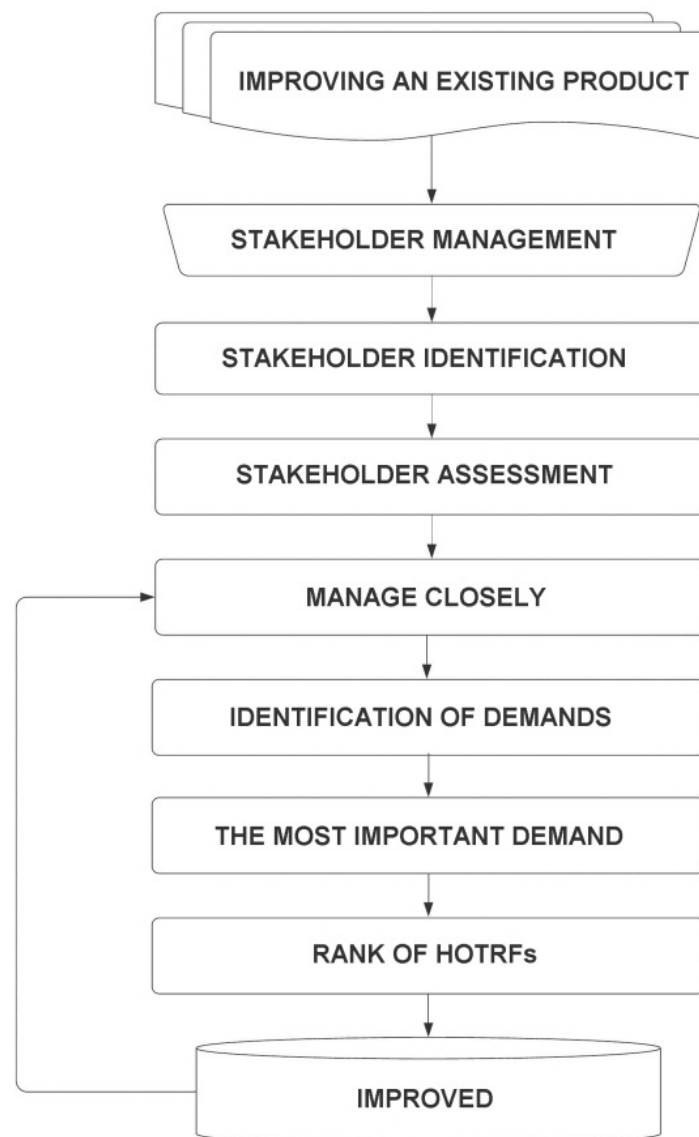 IMPROVING AN EXISTING PRODUCT
STAKEHOLDER MANAGEMENT
STAKEHOLDER IDENTIFICATION
STAKEHOLDER ASSESSMENT
MANAGE CLOSELY
IDENTIFICATION OF DEMANDS
THE MOST IMPORTANT DEMAND
RANK OF HOTRFs
IMPROVED